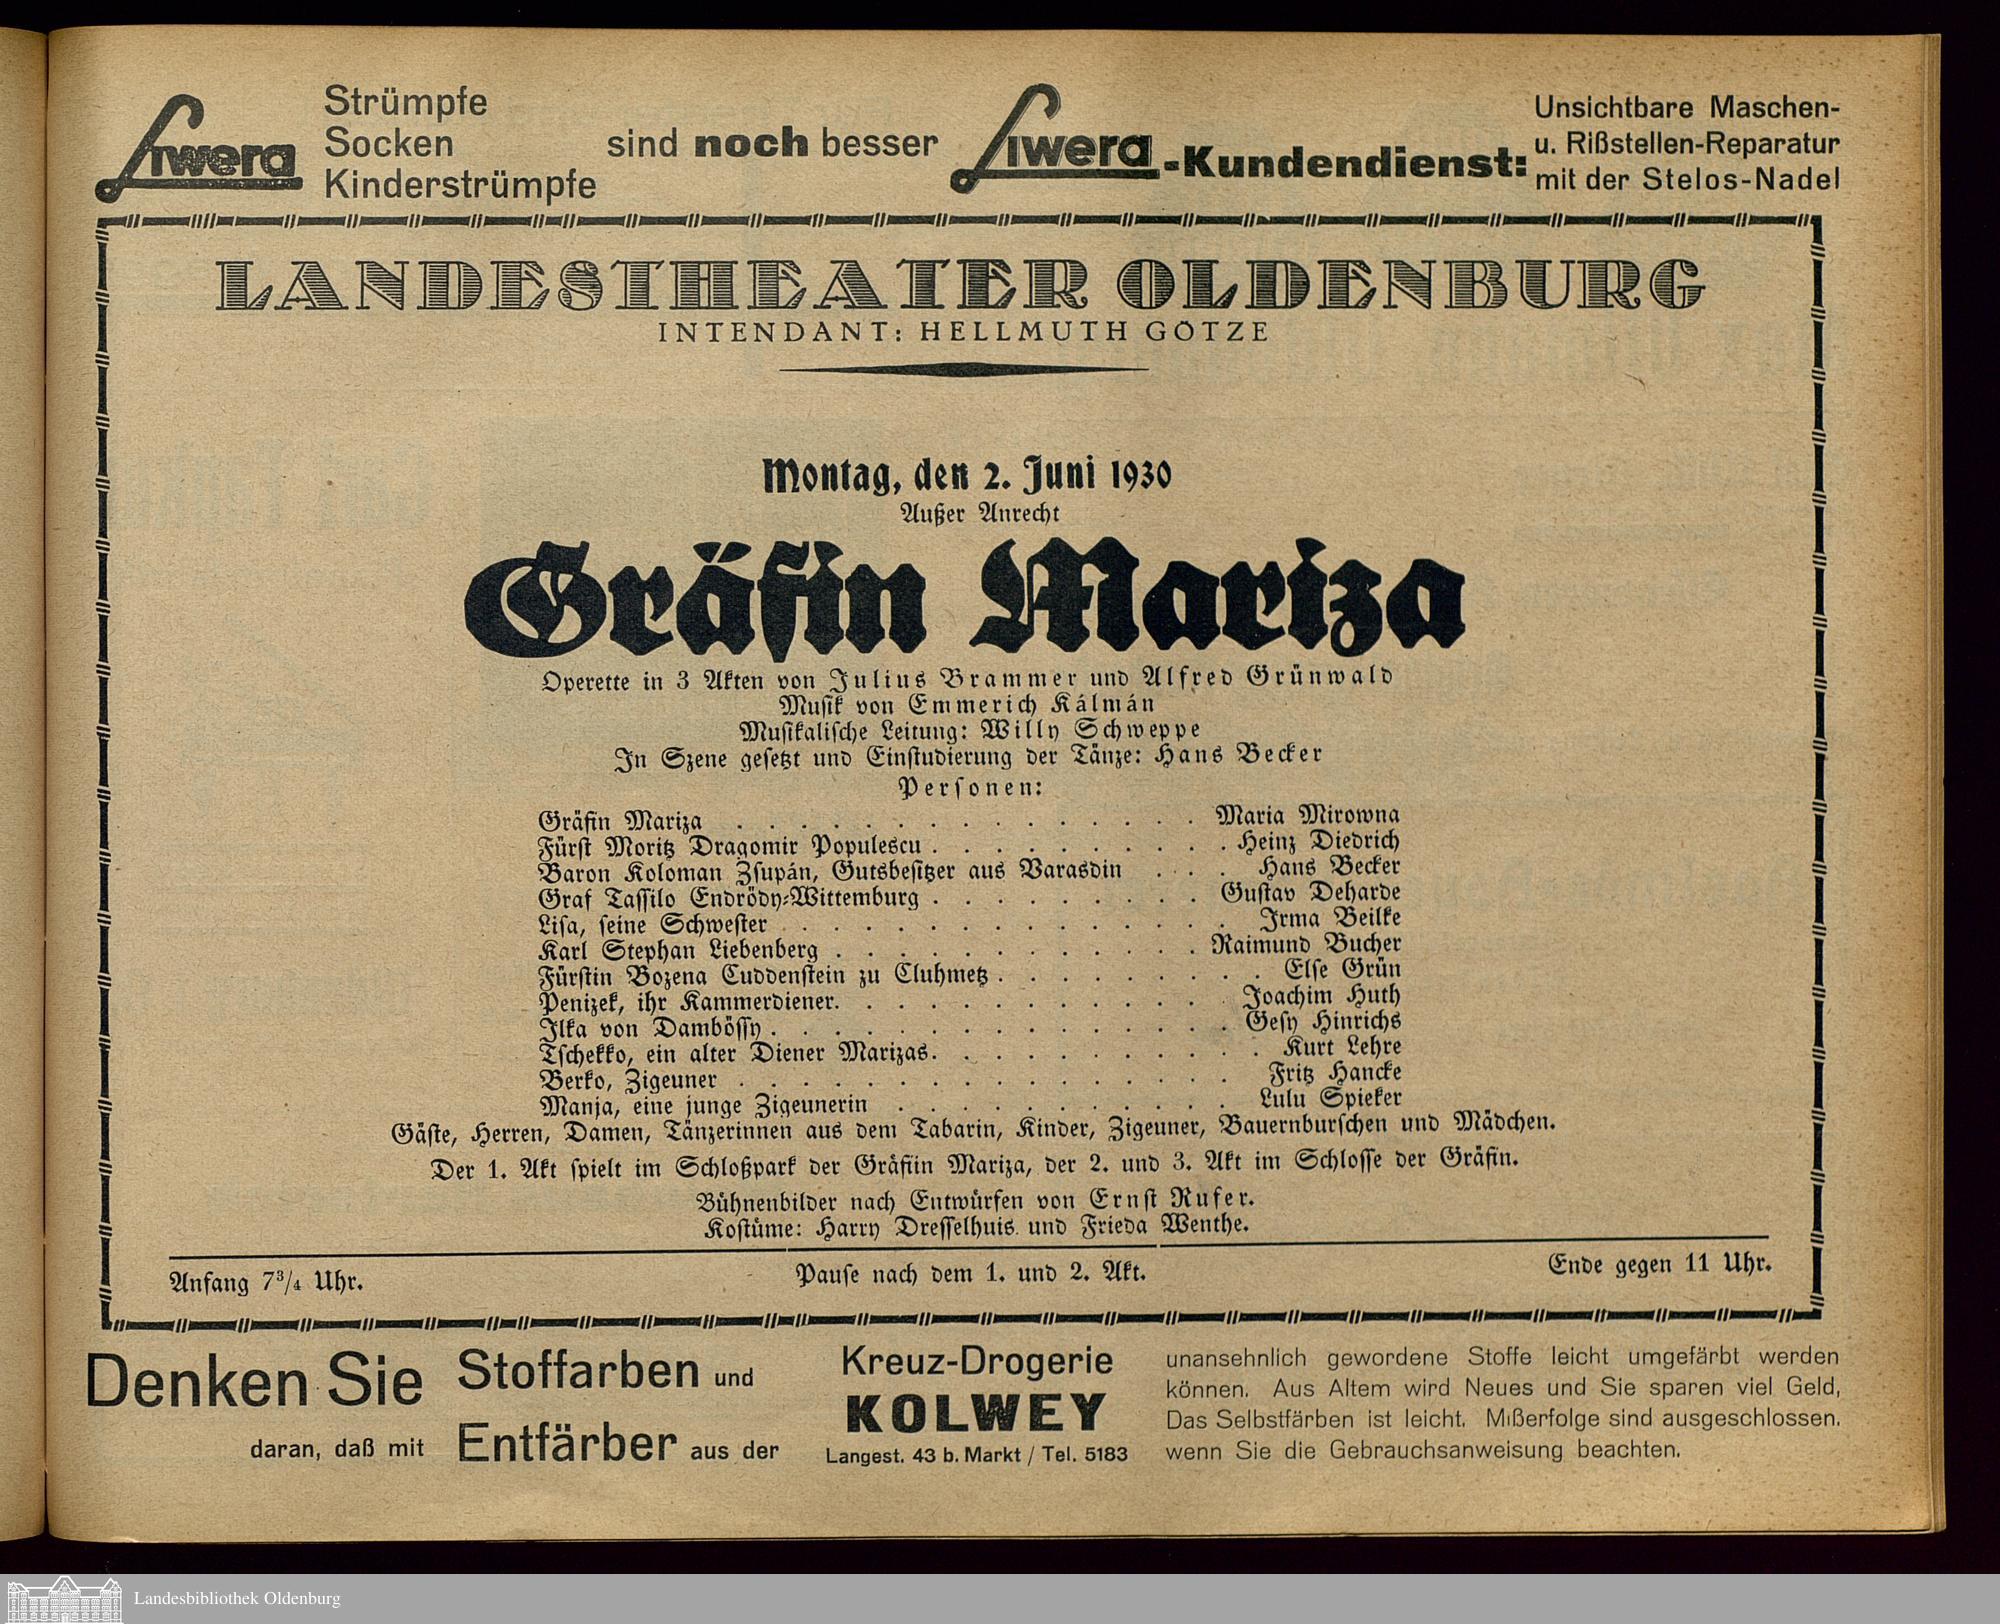 Liwera
Strümpfe
Socken
Kinderstrümpfe
sind noch besser
Liwera-Kundendienst:
Unsichtbare Maschen-
u. Rißstellen-Reparatur
mit der Stelos-Nadel
LANDESTHEATER OLDENBURG
INTENDANT: HELLMUTH GÖTZE
Montag, den 2. Juni 1930
Außer Anrecht
Gräfin Mariza
Operette in 3 Akten von Julius Brammer und Alfred Grünwald
Musik von Emmerich Kálmán
Musikalische Leitung: Willy Schweppe
In Szene gesetzt und Einstudierung der Tänze: Hans Becker
Personen:
Gräfin Mariza . . . . . . . . . . . . . . . Maria Mirowna
Fürst Moritz Dragomir Populescu . . . . . . . . . . Heinz Diedrich
Baron Koloman Zsupán, Gutsbesitzer aus Varasdin . . . Hans Becker
Graf Tassilo Endrödy-Wittemburg . . . . . . . . . Gustav Deharde
Lisa, seine Schwester . . . . . . . . . . . . . . Irma Beilke
Karl Stephan Liebenberg . . . . . . . . . . . . Raimund Bucher
Fürstin Bozena Cuddenstein zu Cluhmetz . . . . . . . . . Else Grün
Penizek, ihr Kammerdiener. . . . . . . . . . . . . Joachim Huth
Ilka von Dambössy . . . . . . . . . . . . . . . Gesy Hinrichs
Tschekko, ein alter Diener Marizas. . . . . . . . . . . Kurt Lehre
Berko, Zigeuner . . . . . . . . . . . . . . . . Fritz Hancke
Manja, eine junge Zigeunerin . . . . . . . . . . . Lulu Spieker
Gäste, Herren, Damen, Tänzerinnen aus dem Tabarin, Kinder, Zigeuner, Bauernburschen und Mädchen.
Der 1. Akt spielt im Schloßpark der Gräfiin Mariza, der 2. und 3. Akt im Schlosse der Gräfin.
Bühnenbilder nach Entwürfen von Ernst Rufer.
Kostüme: Harry Dresselhuis und Frieda Wenthe.
Anfang 7³/₄ Uhr.
Pause nach dem 1. und 2. Akt.
Ende gegen 11 Uhr.
Denken Sie
daran, daß mit
Stoffarben und
Entfärber aus der
Kreuz-Drogerie
KOLWEY
Langest. 43 b. Markt / Tel. 5183
unansehnlich gewordene Stoffe leicht umgefärbt werden
können. Aus Altem wird Neues und Sie sparen viel Geld,
Das Selbstfärben ist leicht. Mißerfolge sind ausgeschlossen.
wenn Sie die Gebrauchsanweisung beachten.
Landesbibliothek Oldenburg